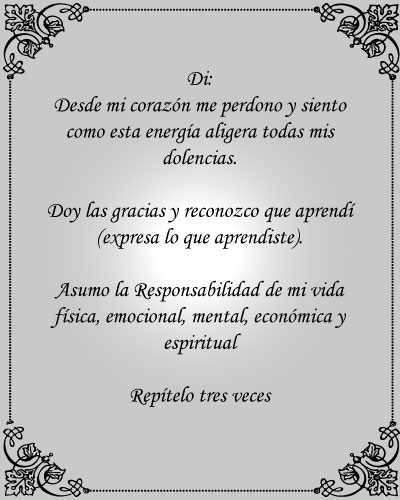 Di:
Desde mi corazón me perdono y siento
como esta energía aligera todas mis
dolencias.
Doy las gracias y reconozco que aprendí
(expresa lo que aprendiste).
Asumo la Responsabilidad de mi vida
física, emocional, mental, económica y
espiritual
Repítelo tres veces